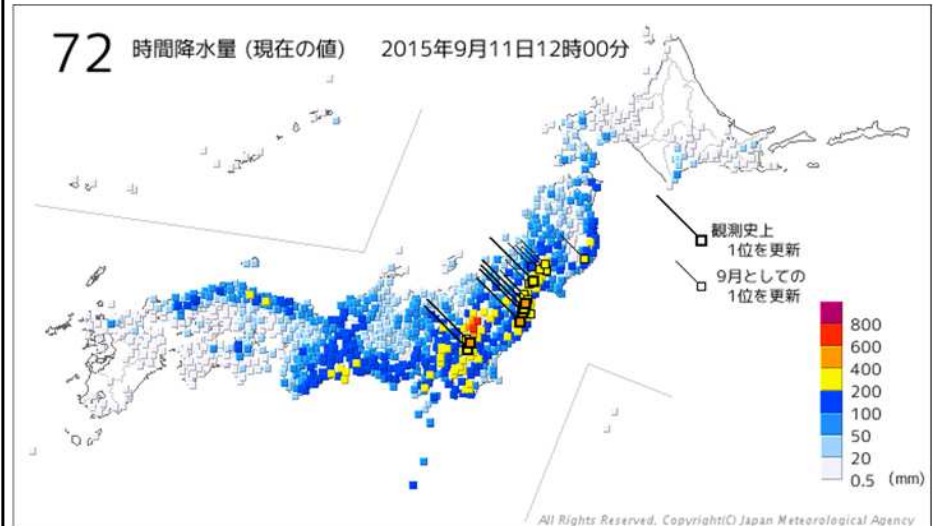 72 時間降水量 (現在の値) 2015年9月11日12時00分
観測史上
1位を更新
9月としての
1位を更新
800
600
400
200
100
50
20
0.5 (mm)
All Rights Reserved. Copyright(C) Japan Meteorological Agency